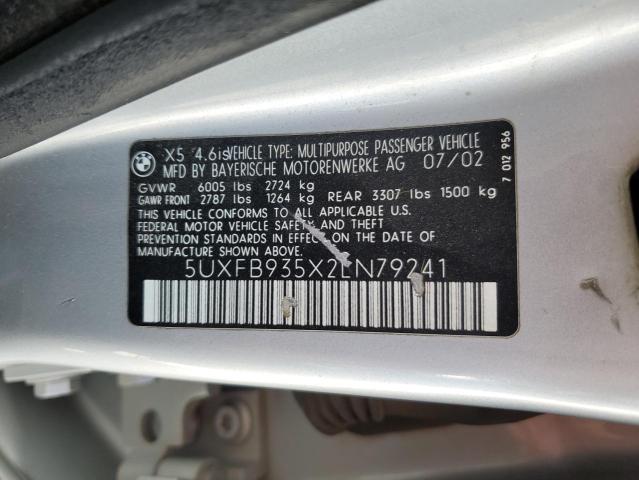 BMW
X5 4.6is VEHICLE TYPE: MULTIPURPOSE PASSENGER VEHICLE
MFD BY BAYERISCHE MOTORENWERKE AG 07/02
GVWR 6005 lbs 2724 kg
GAWR FRONT 2787 lbs 1264 kg REAR 3307 lbs 1500 kg
THIS VEHICLE CONFORMS TO ALL APPLICABLE U.S.
FEDERAL MOTOR VEHICLE SAFETY AND THEFT
PREVENTION STANDARDS IN EFFECT ON THE DATE OF
MANUFACTURE SHOWN ABOVE.
5UXFB935X2LN79241
7 012 956